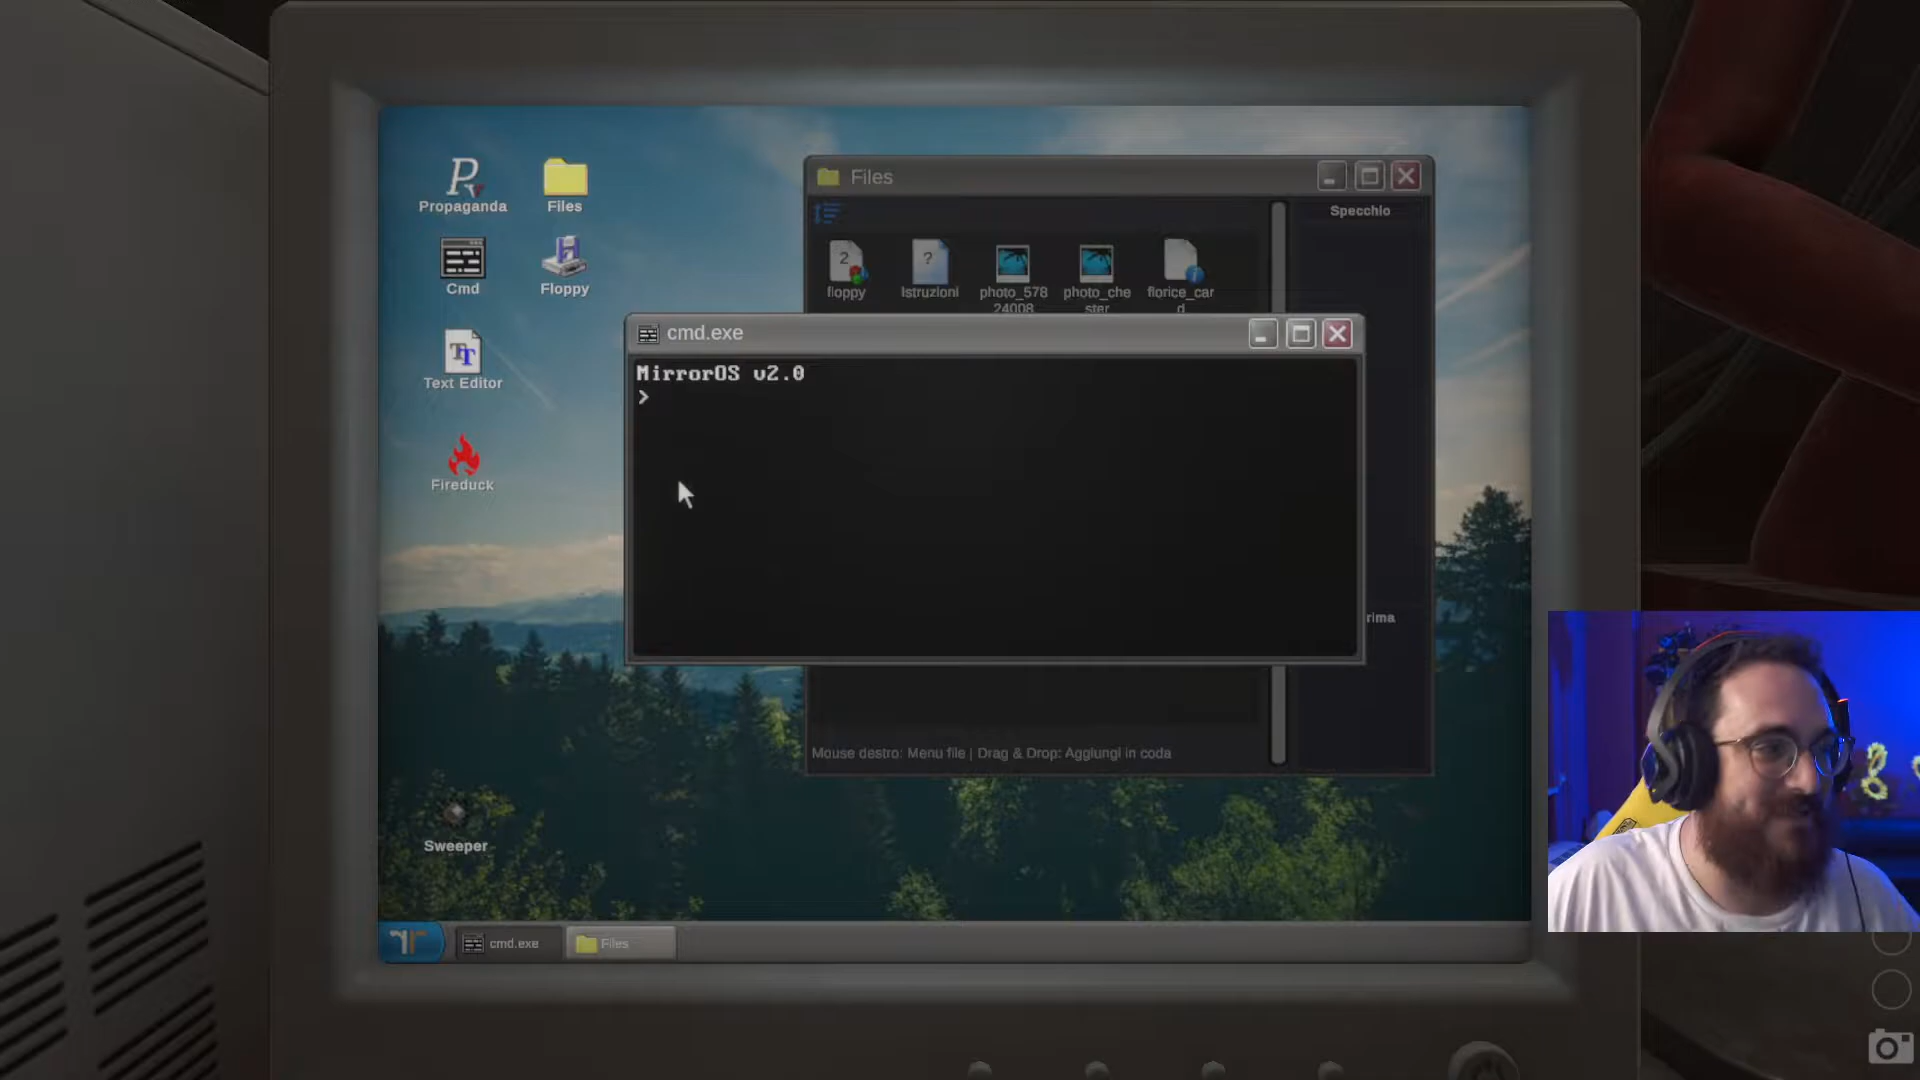 Propaganda
Files
Cmd
Floppy
Text Editor
Fireduck
Sweeper
Files
Specchio
2
?
floppy
Istruzioni
photo_578
24008
photo_che
ster
florice_car
d
rima
Mouse destro: Menu file | Drag & Drop: Aggiungi in coda
cmd.exe
MirrorOS v2.0
>
cmd.exe
Files